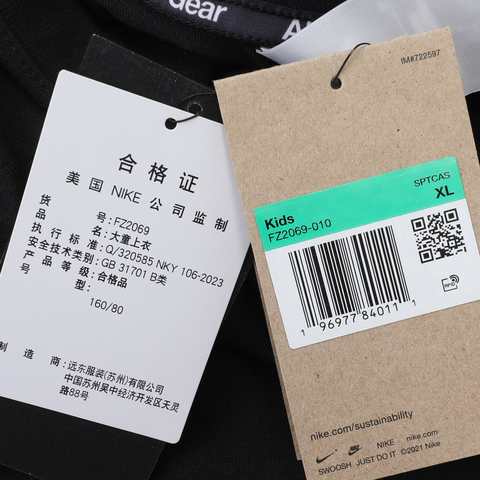 Gear
IM#722597
合格证
美国 NIKE 公司监制
货号: FZ2069
品名: 大童上衣
执行标准: Q/320585 NKY 106-2023
安全技术类别: GB 31701 B类
产品等级: 合格品
号型:
160/80
制造商: 远东服装(苏州)有限公司
中国苏州吴中经济开发区天灵
路88号
SPTCAS
Kids
XL
FZ2069-010
RFID
1 96977 84011
nike.com/sustainability
NIKE nike.com
SWOOSH JUST DO IT ©2021 Nike